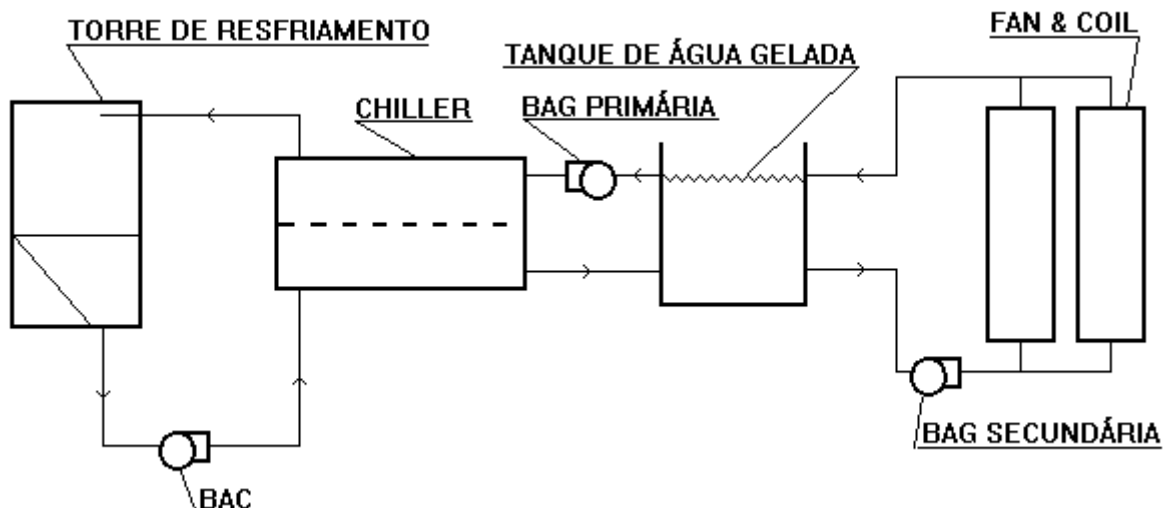 TORRE DE RESFRIAMENTO
FAN & COIL
TANQUE DE ÁGUA GELADA
CHILLER
BAG PRIMÁRIA
BAG SECUNDÁRIA
BAC